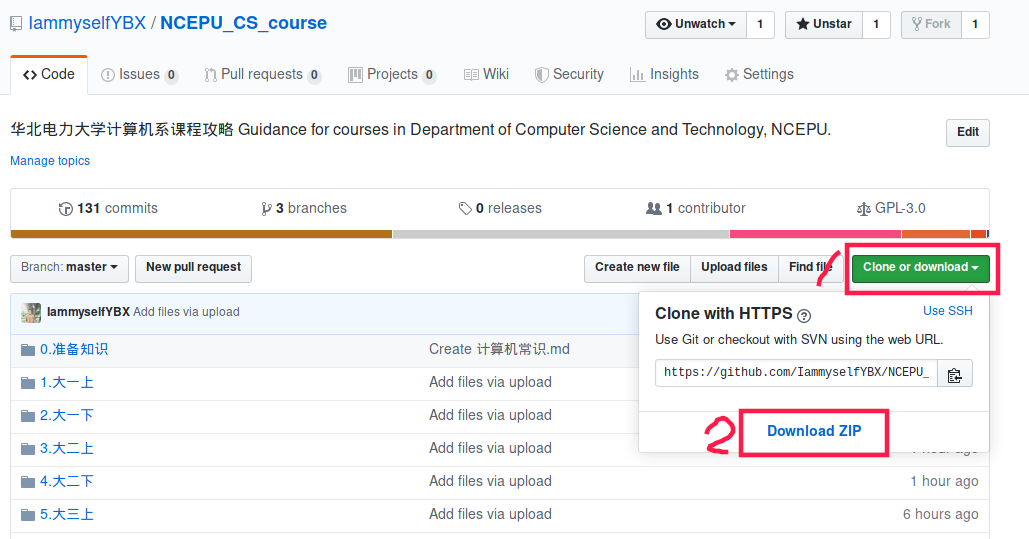 IammyselfYBX / NCEPU_CS_course
Unwatch 1 Unstar 1 Fork 1
Code Issues 0 Pull requests 0 Projects 0 Wiki Security Insights Settings
华北电力大学计算机系课程攻略 Guidance for courses in Department of Computer Science and Technology, NCEPU.
Edit
Manage topics
131 commits 3 branches 0 releases 1 contributor GPL-3.0
Branch: master New pull request Create new file Upload files Find file 1 Clone or download
IammyselfYBX Add files via upload
Clone with HTTPS Use SSH
Use Git or checkout with SVN using the web URL.
https://github.com/IammyselfYBX/NCEPU_
2 Download ZIP
0.准备知识 Create 计算机常识.md
1.大一上 Add files via upload
2.大一下 Add files via upload
3.大二上 Add files via upload hour ago
4.大二下 Add files via upload 1 hour ago
5.大三上 Add files via upload 6 hours ago